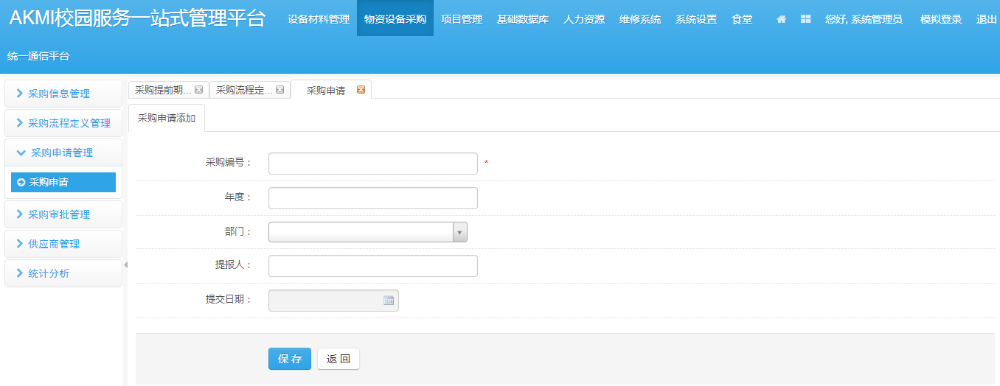 AKMI校园服务一站式管理平台
设备材料管理 物资设备采购 项目管理 基础数据库 人力资源 维修系统 系统设置 食堂 您好, 系统管理员 模拟登录 退出
统一通信平台
采购信息管理
采购流程定义管理
采购申请管理
采购申请
采购审批管理
供应商管理
统计分析
采购提前期... 采购流程定... 采购申请
采购申请添加
采购编号： *
年度：
部门：
提报人：
提交日期：
保 存 返 回